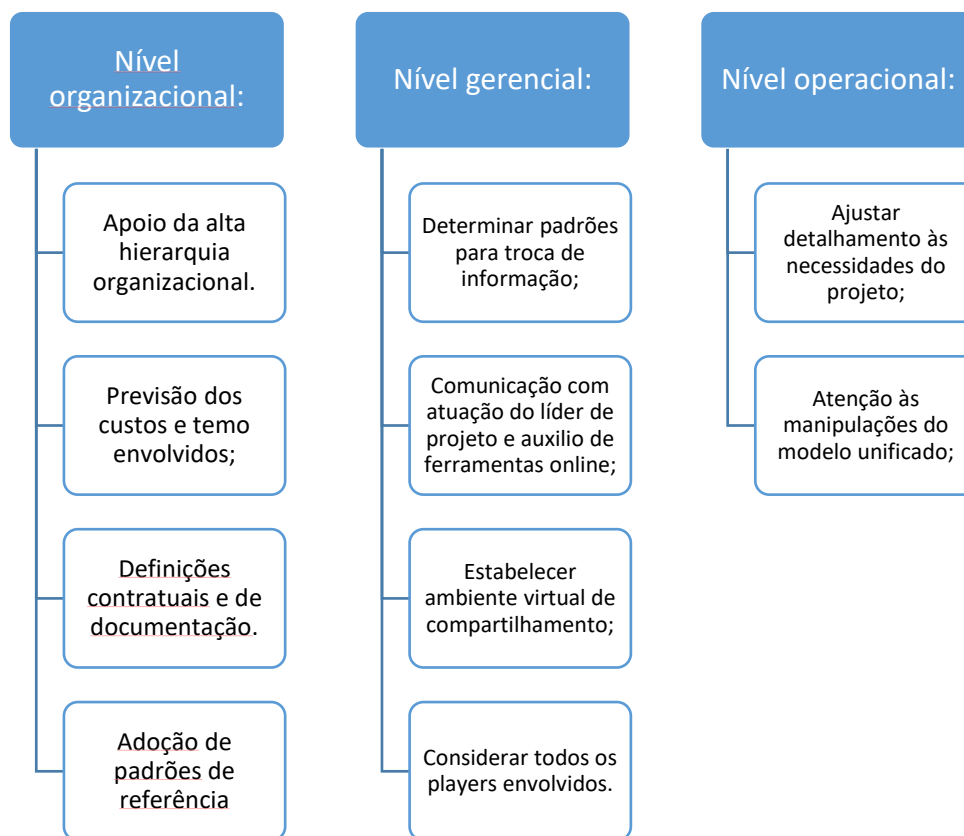 Nível
organizacional:
Apoio da alta
hierarquia
organizacional.
Previsão dos
custos e temo
envolvidos;
Definições
contratuais e de
documentação.
Adoção de
padrões de
referência
Nível gerencial:
Determinar padrões
para troca de
informação;
Comunicação com
atuação do líder de
projeto e auxilio de
ferramentas online;
Estabelecer
ambiente virtual de
compartilhamento;
Considerar todos os
players envolvidos.
Nível operacional:
Ajustar
detalhamento às
necessidades do
projeto;
Atenção às
manipulações do
modelo unificado;